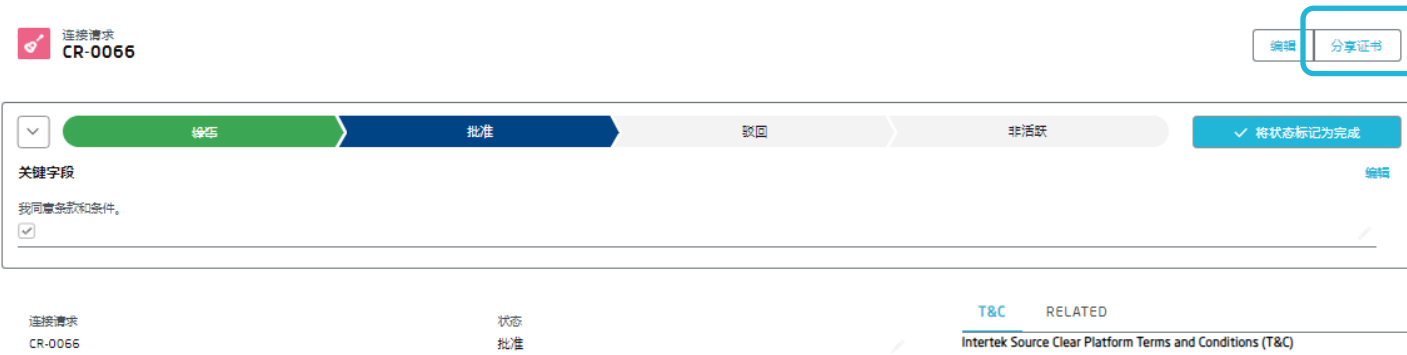 连接请求
CR-0066
编辑
分享证书
批准
驳回
非活跃
将状态标记为完成
关键字段
编辑
我同意条款和条件。
T&C
RELATED
连接请求
状态
CR-0066
批准
Intertek Source Clear Platform Terms and Conditions (T&C)